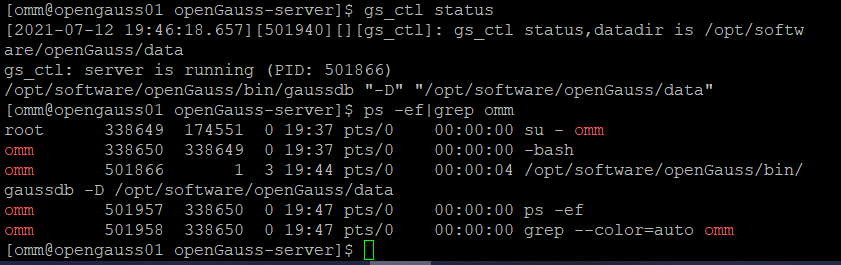 [omm@opengauss01 openGauss-server]$ gs_ctl status
[2021-07-12 19:46:18.657][501940][][gs_ctl]: gs_ctl status,datadir is /opt/softw
are/openGauss/data
gs_ctl: server is running (PID: 501866)
/opt/software/openGauss/bin/gaussdb "-D" "/opt/software/openGauss/data"
[omm@opengauss01 openGauss-server]$ ps -ef|grep omm
root      338649  174551  0 19:37 pts/0    00:00:00 su - omm
omm       338650  338649  0 19:37 pts/0    00:00:00 -bash
omm       501866       1  3 19:44 pts/0    00:00:04 /opt/software/openGauss/bin/
gaussdb -D /opt/software/openGauss/data
omm       501957  338650  0 19:47 pts/0    00:00:00 ps -ef
omm       501958  338650  0 19:47 pts/0    00:00:00 grep --color=auto omm
[omm@opengauss01 openGauss-server]$